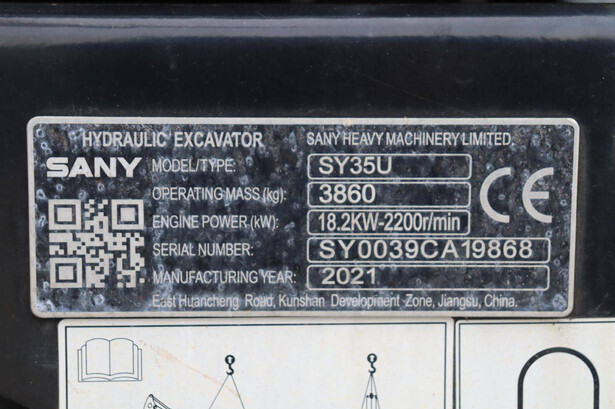 HYDRAULIC EXCAVATOR SANY HEAVY MACHINERY LIMITED.
SANY
MODEL/TYPE: SY35U
OPERATING MASS (kg): 3860
ENGINE POWER (kW): 18.2KW-2200r/min
SERIAL NUMBER: SY0039CA19868
MANUFACTURING YEAR: 2021
East Huancheng Road, Kunshan Development Zone, Jiangsu, China.
CE